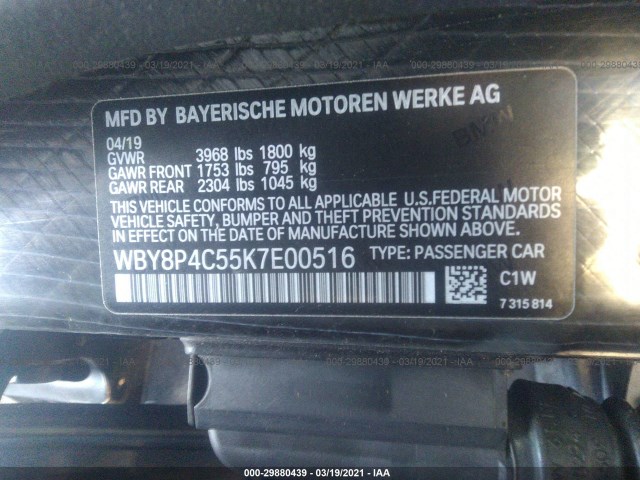 MFD BY BAYERISCHE MOTOREN WERKE AG
04/19
GVWR 3968 lbs 1800 kg
GAWR FRONT 1753 lbs 795 kg
GAWR REAR 2304 lbs 1045 kg
THIS VEHICLE CONFORMS TO ALL APPLICABLE U.S.FEDERAL MOTOR
VEHICLE SAFETY, BUMPER AND THEFT PREVENTION STANDARDS
IN EFFECT ON THE DATE OF MANUFACTURE SHOWN ABOVE.
WBY8P4C55K7E00516 TYPE: PASSENGER CAR
C1W
7 315 814
000-29880439 / 03/19/2021 - IAA